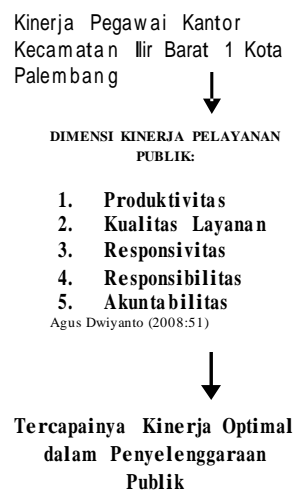 Kinerja Pegawai Kantor
Kecamatan Ilir Barat 1 Kota
Palembang
DIMENSI KINERJA PELAYANAN
PUBLIK:
1. Produktivitas
2. Kualitas Layanan
3. Responsivitas
4. Responsibilitas
5. Akuntabilitas
Agus Dwiyanto (2008:51)
Tercapainya Kinerja Optimal
dalam Penyelenggaraan
Publik